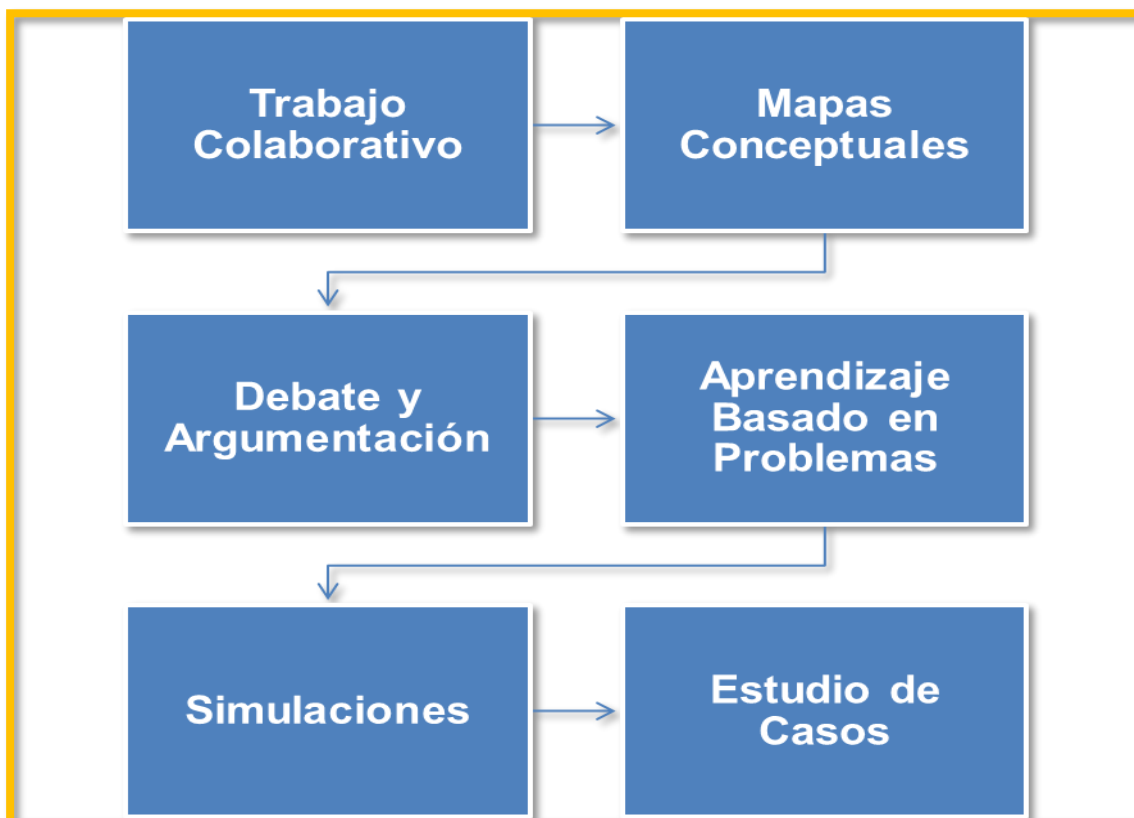 Trabajo
Colaborativo
Mapas
Conceptuales
Debate y
Argumentación
Aprendizaje
Basado en
Problemas
Simulaciones
Estudio de
Casos